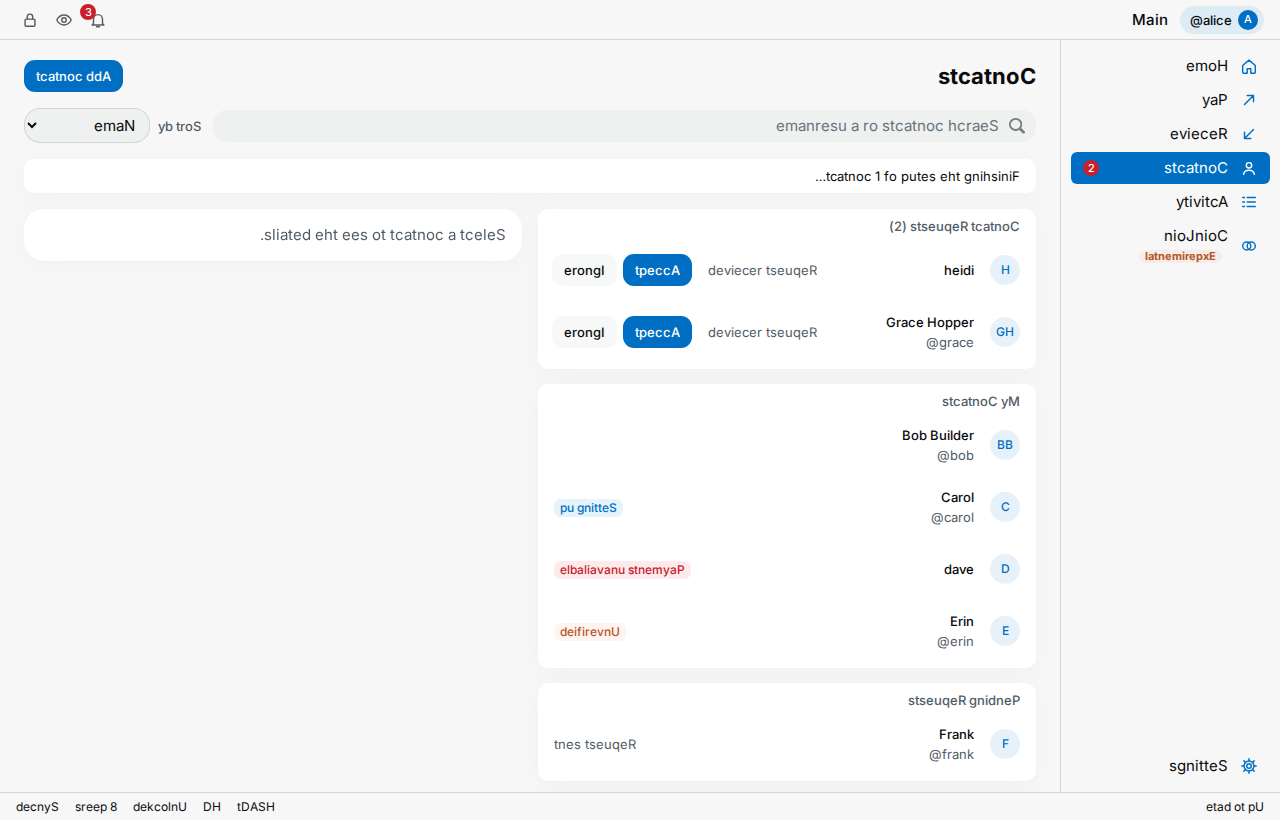 @alice A
Main
3
emoH
yaP
evieceR
stcatnoC
2
ytivitcA
nioJnioC
latnemirepxE
sgnitteS
stcatnoC
tcatnoc ddA
emanresu a ro stcatnoc hcraeS
yb troS
emaN
...tcatnoc 1 fo putes eht gnihsiniF
(2) stseuqeR tcatnoC
H
heidi
deviecer tseuqeR
tpeccA
erongI
GH
Grace Hopper
@grace
deviecer tseuqeR
tpeccA
erongI
stcatnoC yM
BB
Bob Builder
@bob
C
Carol
@carol
pu gnitteS
D
dave
elbaliavanu stnemyaP
E
Erin
@erin
deifirevnU
stseuqeR gnidneP
F
Frank
@frank
tnes tseuqeR
.sliated eht ees ot tcatnoc a tceleS
etad ot pU
decnyS
sreep 8
dekcolnU
DH
tDASH